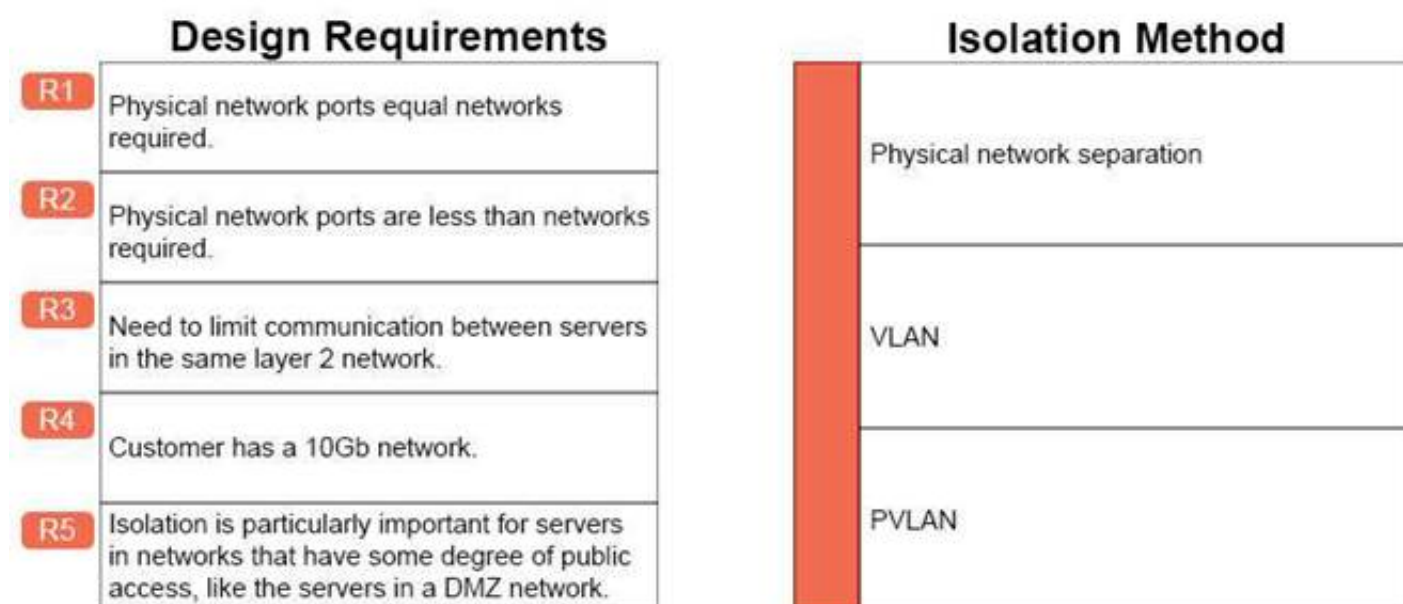 Design Requirements
R1
Physical network ports equal networks
required.
R2
Physical network ports are less than networks
required.
R3
Need to limit communication between servers
in the same layer 2 network.
R4
Customer has a 10Gb network.
R5
Isolation is particularly important for servers
in networks that have some degree of public
access, like the servers in a DMZ network.
Isolation Method
Physical network separation
VLAN
PVLAN